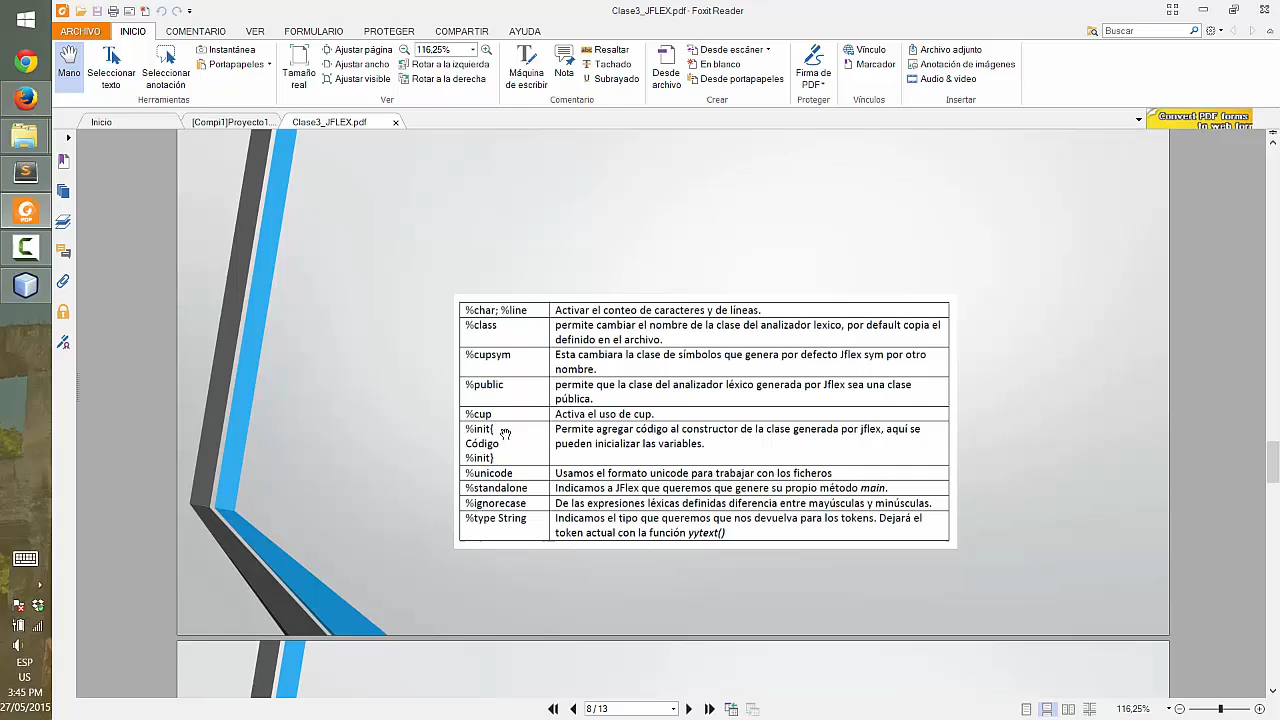 Clase3_JFLEX.pdf - Foxit Reader
ARCHIVO INICIO COMENTARIO VER FORMULARIO PROTEGER COMPARTIR AYUDA
Buscar
Mano
Seleccionar texto
Seleccionar anotación
Instantánea
Portapapeles
Herramientas
Tamaño real
Ajustar página
Ajustar ancho
Ajustar visible
116,25%
Rotar a la izquierda
Rotar a la derecha
Ver
Máquina de escribir
Nota
Resaltar
Tachado
Subrayado
Comentario
Desde archivo
Desde escáner
En blanco
Desde portapapeles
Crear
Firma de PDF
Proteger
Vínculo
Marcador
Vínculos
Archivo adjunto
Anotación de imágenes
Audio & video
Insertar
Inicio
[Compi1]Proyecto1...
Clase3_JFLEX.pdf
Convert PDF forms
to web form
%char; %line Activar el conteo de caracteres y de líneas.
%class permite cambiar el nombre de la clase del analizador lexico, por default copia el
definido en el archivo.
%cupsym Esta cambiara la clase de símbolos que genera por defecto Jflex sym por otro
nombre.
%public permite que la clase del analizador léxico generada por Jflex sea una clase
pública.
%cup Activa el uso de cup.
%init{ Permite agregar código al constructor de la clase generada por jflex, aquí se
Código pueden inicializar las variables.
%init}
%unicode Usamos el formato unicode para trabajar con los ficheros
%standalone Indicamos a JFlex que queremos que genere su propio método main.
%ignorecase De las expresiones léxicas definidas diferencia entre mayúsculas y minúsculas.
%type String Indicamos el tipo que queremos que nos devuelva para los tokens. Dejará el
token actual con la función yytext()
ESP
US
3:45 PM
27/05/2015
8 / 13
116,25%